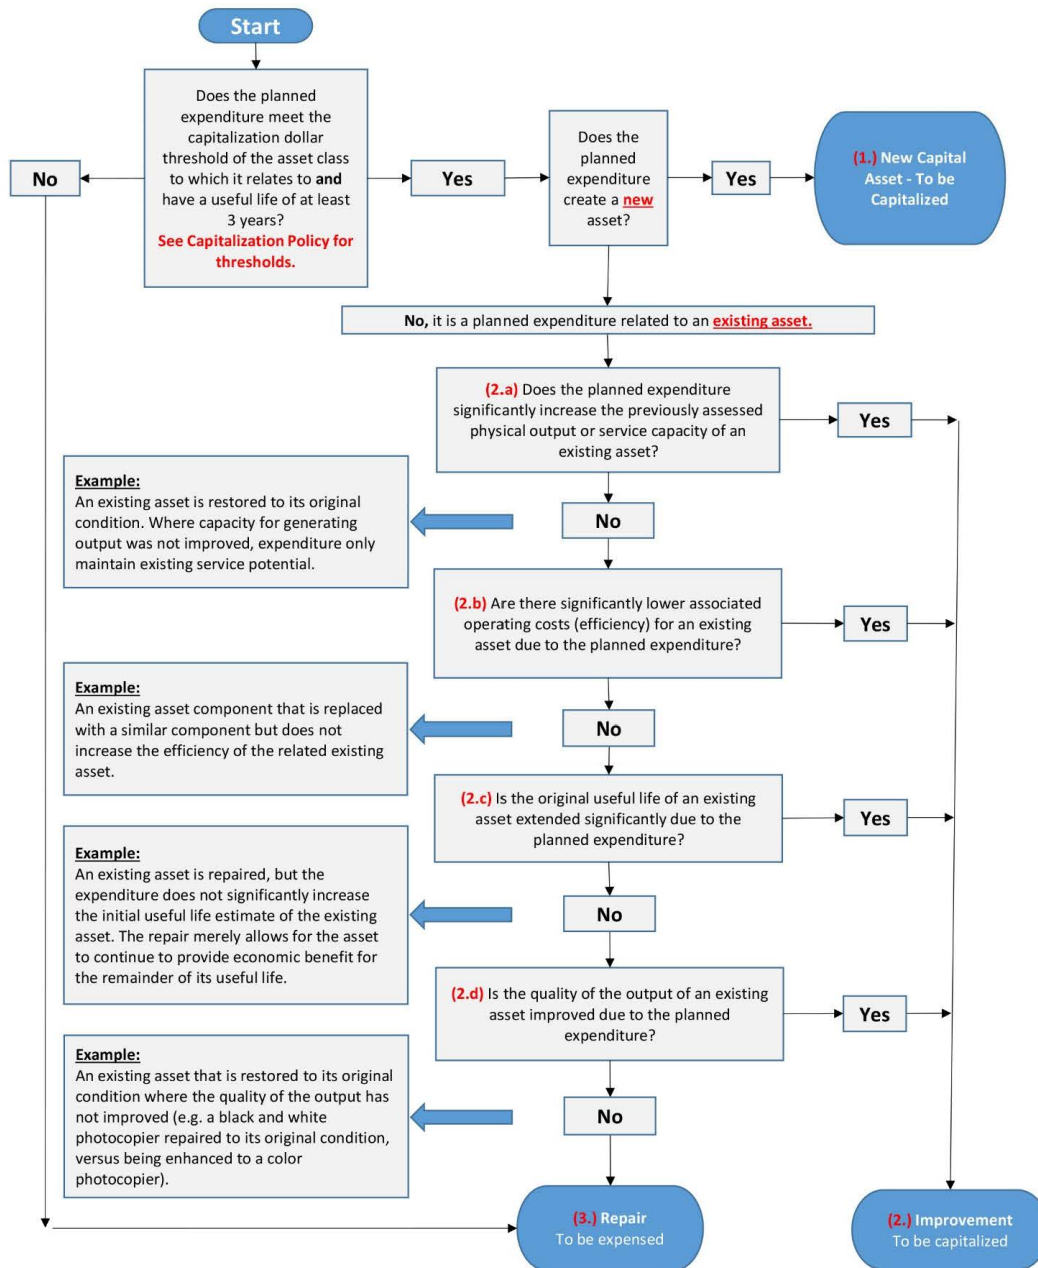 Start
Does the planned
expenditure meet the
capitalization dollar
threshold of the asset class
to which it relates to and
have a useful life of at least
3 years?
See Capitalization Policy for
thresholds.
No
Yes
Does the
planned
expenditure
create a new
asset?
Yes
(1.) New Capital
Asset - To be
Capitalized
No, it is a planned expenditure related to an existing asset.
(2.a) Does the planned expenditure
significantly increase the previously assessed
physical output or service capacity of an
existing asset?
Yes
No
Example:
An existing asset is restored to its original
condition. Where capacity for generating
output was not improved, expenditure only
maintain existing service potential.
(2.b) Are there significantly lower associated
operating costs (efficiency) for an existing
asset due to the planned expenditure?
Yes
No
Example:
An existing asset component that is replaced
with a similar component but does not
increase the efficiency of the related existing
asset.
(2.c) Is the original useful life of an existing
asset extended significantly due to the
planned expenditure?
Yes
No
Example:
An existing asset is repaired, but the
expenditure does not significantly increase
the initial useful life estimate of the existing
asset. The repair merely allows for the asset
to continue to provide economic benefit for
the remainder of its useful life.
(2.d) Is the quality of the output of an existing
asset improved due to the planned
expenditure?
Yes
No
Example:
An existing asset that is restored to its original
condition where the quality of the output has
not improved (e.g. a black and white
photocopier repaired to its original condition,
versus being enhanced to a color
photocopier).
(3.) Repair
To be expensed
(2.) Improvement
To be capitalized